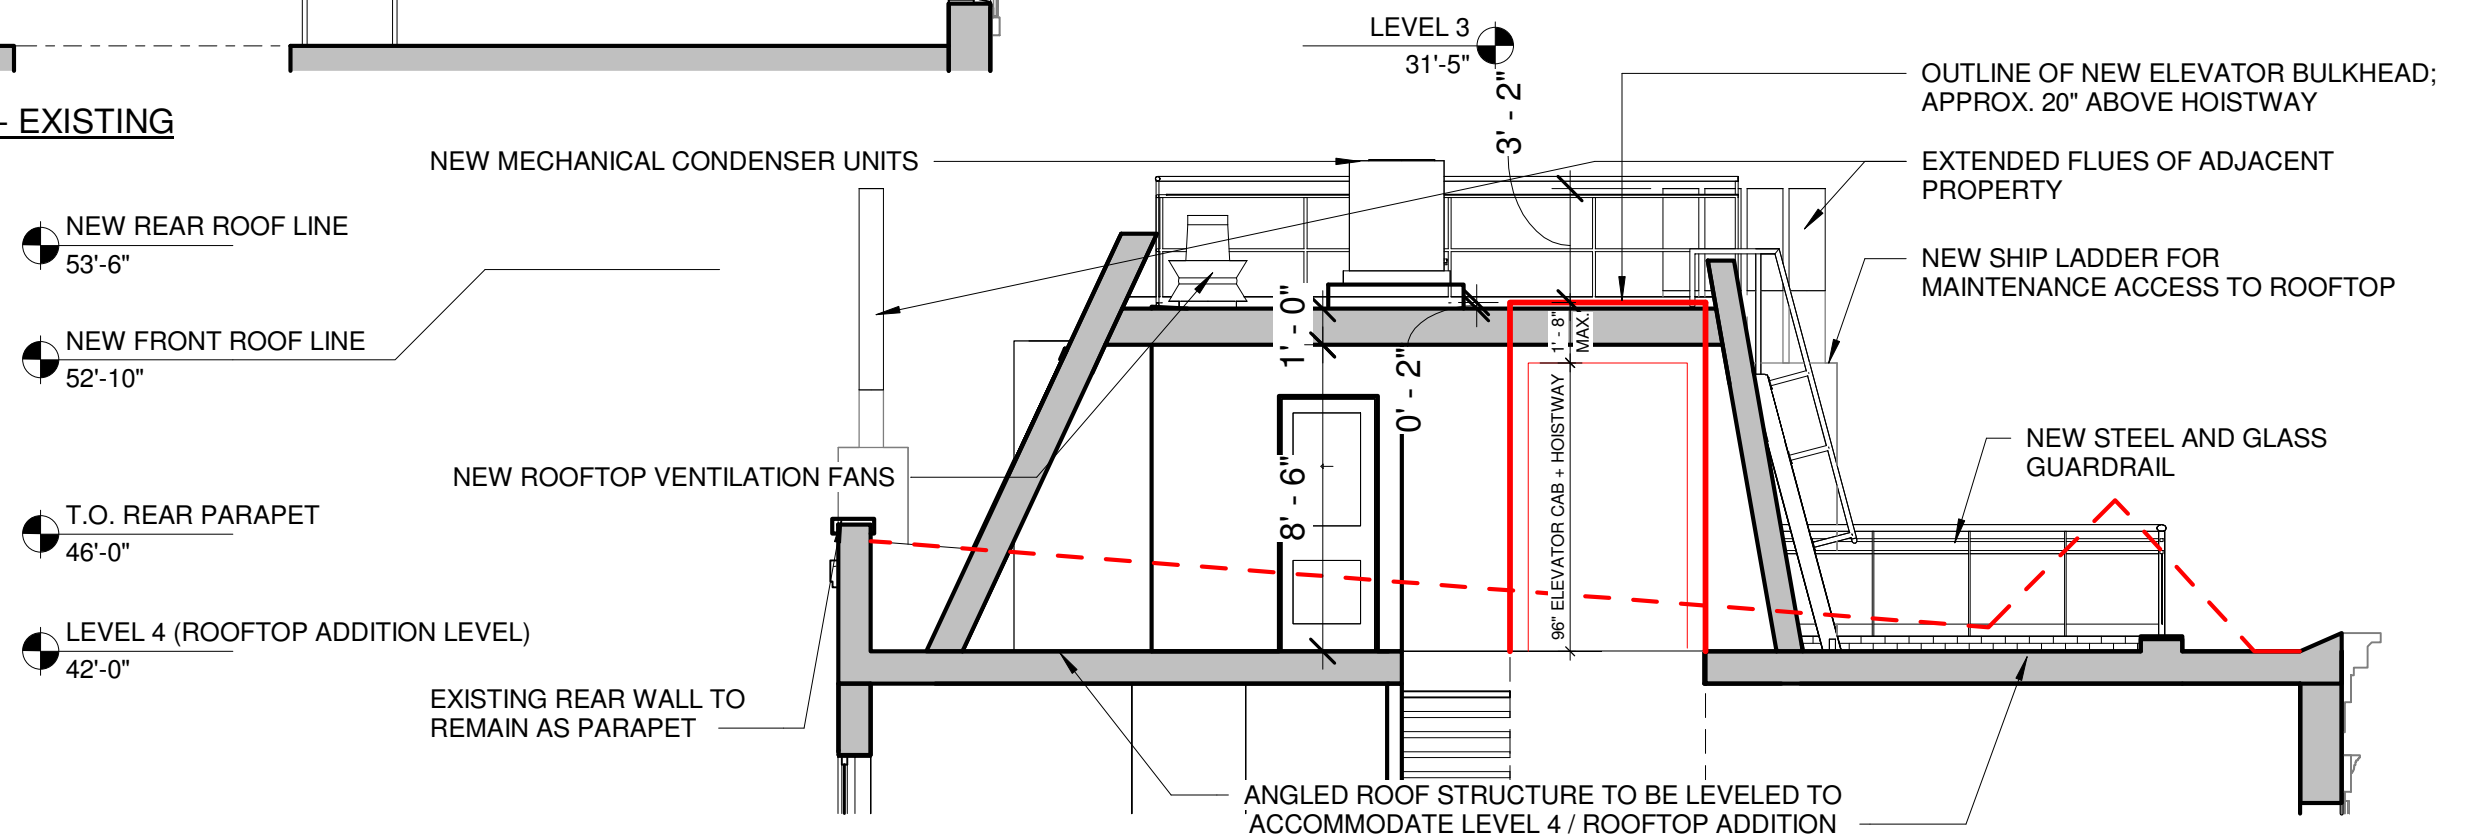 LEVEL 3
31'-5"
- EXISTING
OUTLINE OF NEW ELEVATOR BULKHEAD;
APPROX. 20" ABOVE HOISTWAY
3' - 2"
NEW MECHANICAL CONDENSER UNITS
EXTENDED FLUES OF ADJACENT
PROPERTY
NEW REAR ROOF LINE
53'-6"
NEW SHIP LADDER FOR
MAINTENANCE ACCESS TO ROOFTOP
NEW FRONT ROOF LINE
52'-10"
1' - 0"
0' - 2"
1' - 8"
MAX.
NEW STEEL AND GLASS
GUARDRAIL
NEW ROOFTOP VENTILATION FANS
8' - 6"
96" ELEVATOR CAB + HOISTWAY
T.O. REAR PARAPET
46'-0"
LEVEL 4 (ROOFTOP ADDITION LEVEL)
42'-0"
EXISTING REAR WALL TO
REMAIN AS PARAPET
ANGLED ROOF STRUCTURE TO BE LEVELED TO
ACCOMMODATE LEVEL 4 / ROOFTOP ADDITION